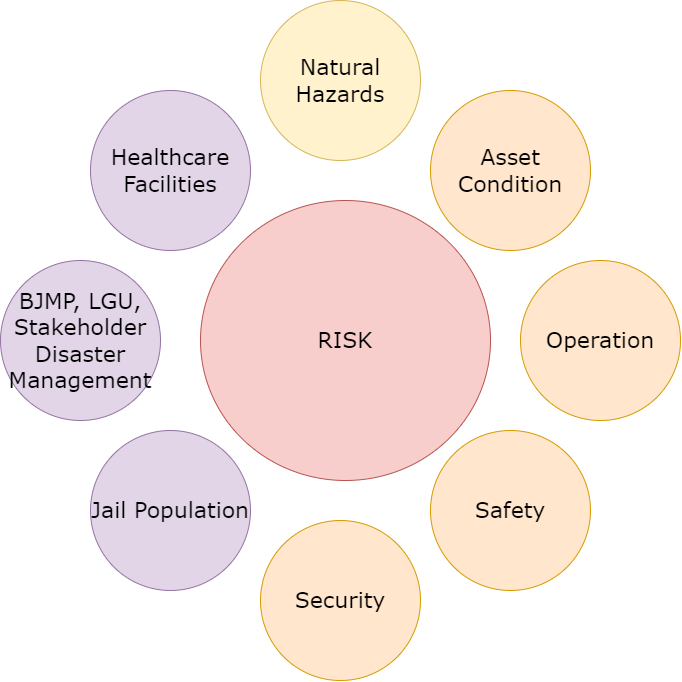 Natural
Hazards
Healthcare
Facilities
Asset
Condition
BJMP, LGU,
Stakeholder
Disaster
Management
RISK
Operation
Jail Population
Safety
Security